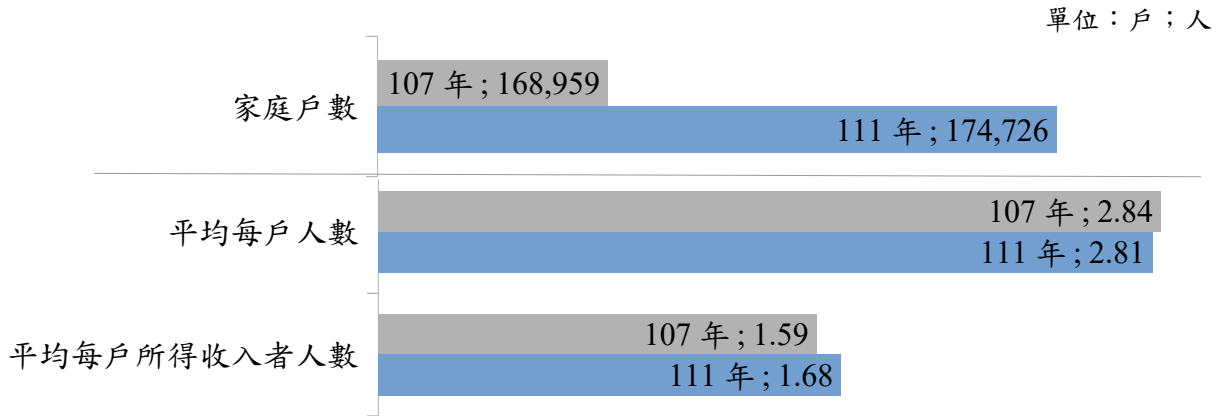 單位：戶；人
家庭戶數
107 年 ; 168,959
111 年 ; 174,726
平均每戶人數
107 年 ; 2.84
111 年 ; 2.81
平均每戶所得收入者人數
107 年 ; 1.59
111 年 ; 1.68